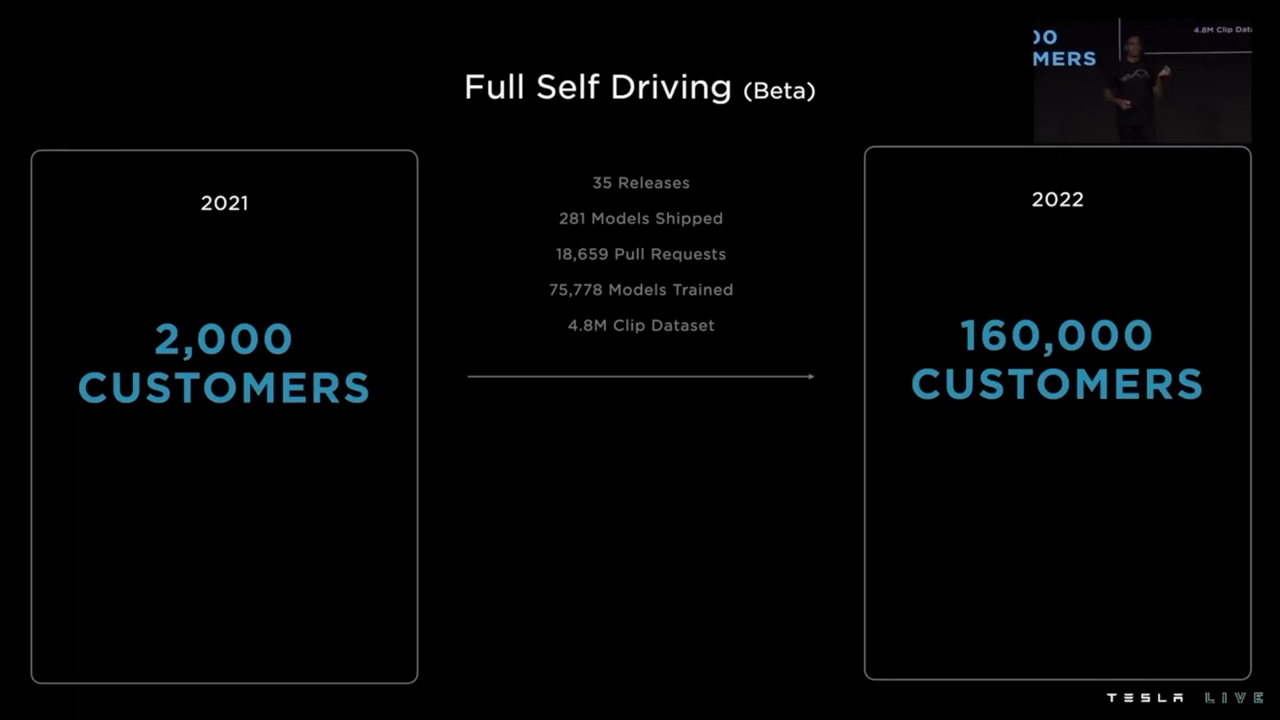 Full Self Driving (Beta)
2021
2,000
CUSTOMERS
35 Releases
281 Models Shipped
18,659 Pull Requests
75,778 Models Trained
4.8M Clip Dataset
2022
160,000
CUSTOMERS
00
MERS
4.8M Clip Data
TESLA LIVE